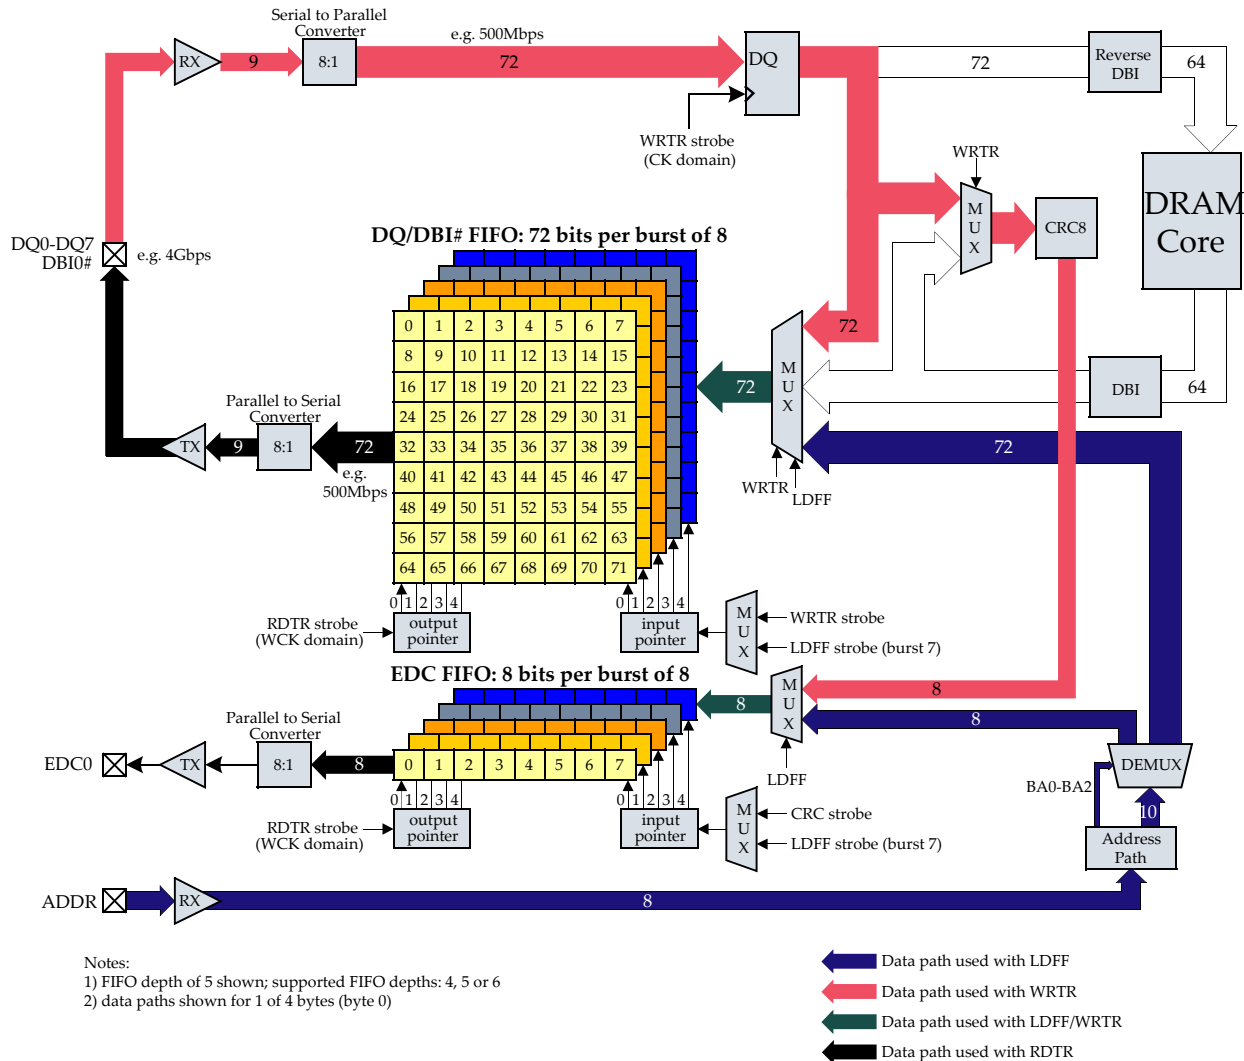 Serial to Parallel
Converter
e.g. 500Mbps
RX
9
8:1
72
DQ
72
Reverse
DBI
64
WRTR strobe
(CK domain)
WRTR
MUX
CRC8
DRAM
Core
DQ0-DQ7
DBI0#
e.g. 4Gbps
DQ/DBI# FIFO: 72 bits per burst of 8
0 1 2 3 4 5 6 7
8 9 10 11 12 13 14 15
16 17 18 19 20 21 22 23
24 25 26 27 28 29 30 31
32 33 34 35 36 37 38 39
40 41 42 43 44 45 46 47
48 49 50 51 52 53 54 55
56 57 58 59 60 61 62 63
64 65 66 67 68 69 70 71
72
72
MUX
DBI
64
72
WRTR
LDFF
Parallel to Serial
Converter
TX
9
8:1
72
e.g.
500Mbps
0 1 2 3 4
0 1 2 3 4
RDTR strobe
(WCK domain)
output
pointer
input
pointer
MUX
WRTR strobe
LDFF strobe (burst 7)
EDC FIFO: 8 bits per burst of 8
8
MUX
8
8
LDFF
Parallel to Serial
Converter
EDC0
TX
8:1
8
0 1 2 3 4 5 6 7
0 1 2 3 4
0 1 2 3 4
RDTR strobe
(WCK domain)
output
pointer
input
pointer
MUX
CRC strobe
LDFF strobe (burst 7)
DEMUX
BA0-BA2
10
Address
Path
ADDR
RX
8
Notes:
1) FIFO depth of 5 shown; supported FIFO depths: 4, 5 or 6
2) data paths shown for 1 of 4 bytes (byte 0)
Data path used with LDFF
Data path used with WRTR
Data path used with LDFF/WRTR
Data path used with RDTR